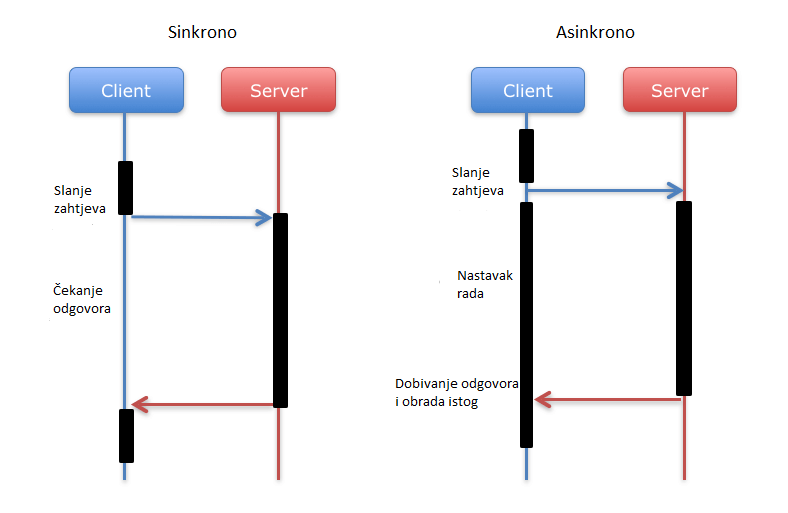 Sinkrono
Client
Server
Slanje
zahtjeva
Čekanje
odgovora
Asinkrono
Client
Server
Slanje
zahtjeva
Nastavak
rada
Dobivanje odgovora
i obrada istog